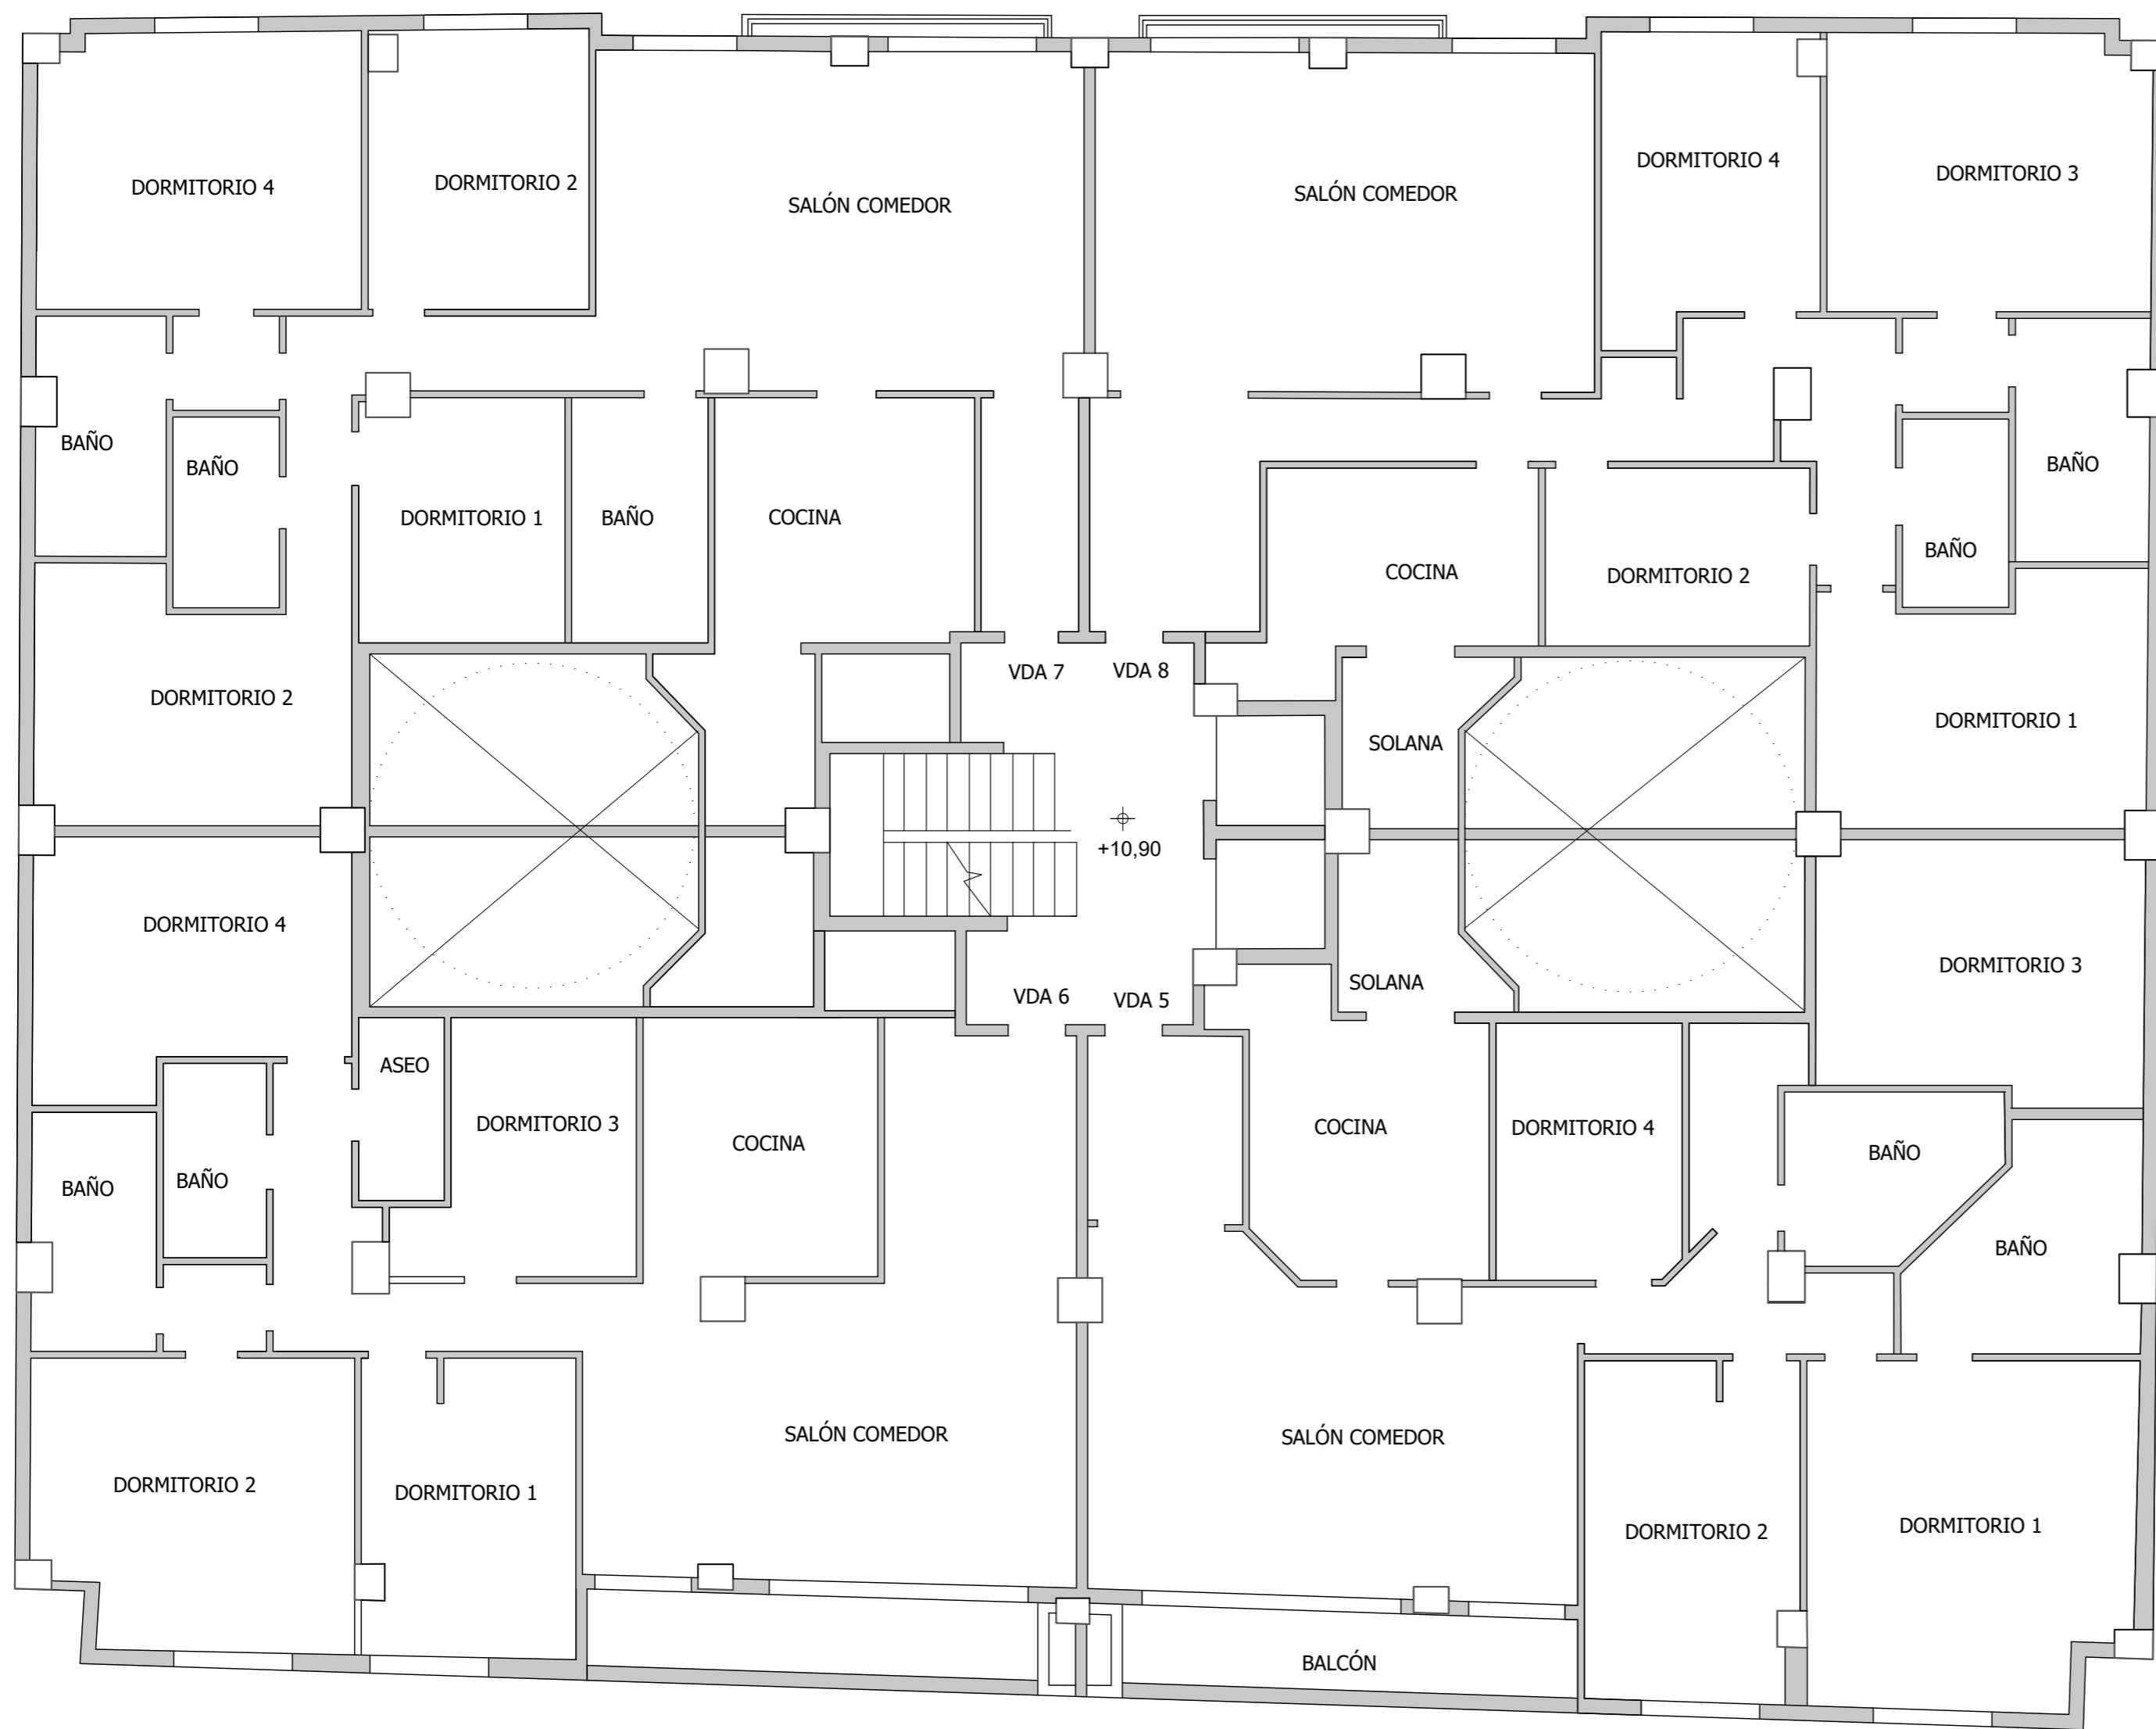 DORMITORIO 4
DORMITORIO 2
SALÓN COMEDOR
SALÓN COMEDOR
DORMITORIO 4
DORMITORIO 3
BAÑO
BAÑO
DORMITORIO 1
BAÑO
COCINA
COCINA
DORMITORIO 2
BAÑO
BAÑO
DORMITORIO 2
VDA 7
VDA 8
SOLANA
DORMITORIO 1
+10,90
DORMITORIO 4
VDA 6
VDA 5
SOLANA
DORMITORIO 3
ASEO
DORMITORIO 3
COCINA
COCINA
DORMITORIO 4
BAÑO
BAÑO
BAÑO
BAÑO
SALÓN COMEDOR
SALÓN COMEDOR
DORMITORIO 2
DORMITORIO 1
DORMITORIO 2
DORMITORIO 1
BALCÓN